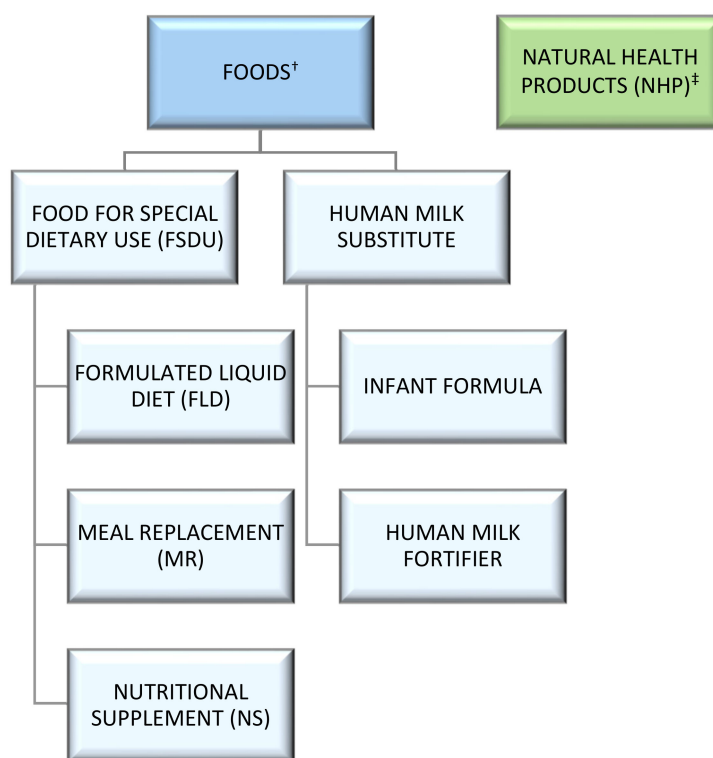 FOODS†
NATURAL HEALTH
PRODUCTS (NHP)‡
FOOD FOR SPECIAL
DIETARY USE (FSDU)
HUMAN MILK
SUBSTITUTE
FORMULATED LIQUID
DIET (FLD)
INFANT FORMULA
MEAL REPLACEMENT
(MR)
HUMAN MILK
FORTIFIER
NUTRITIONAL
SUPPLEMENT (NS)